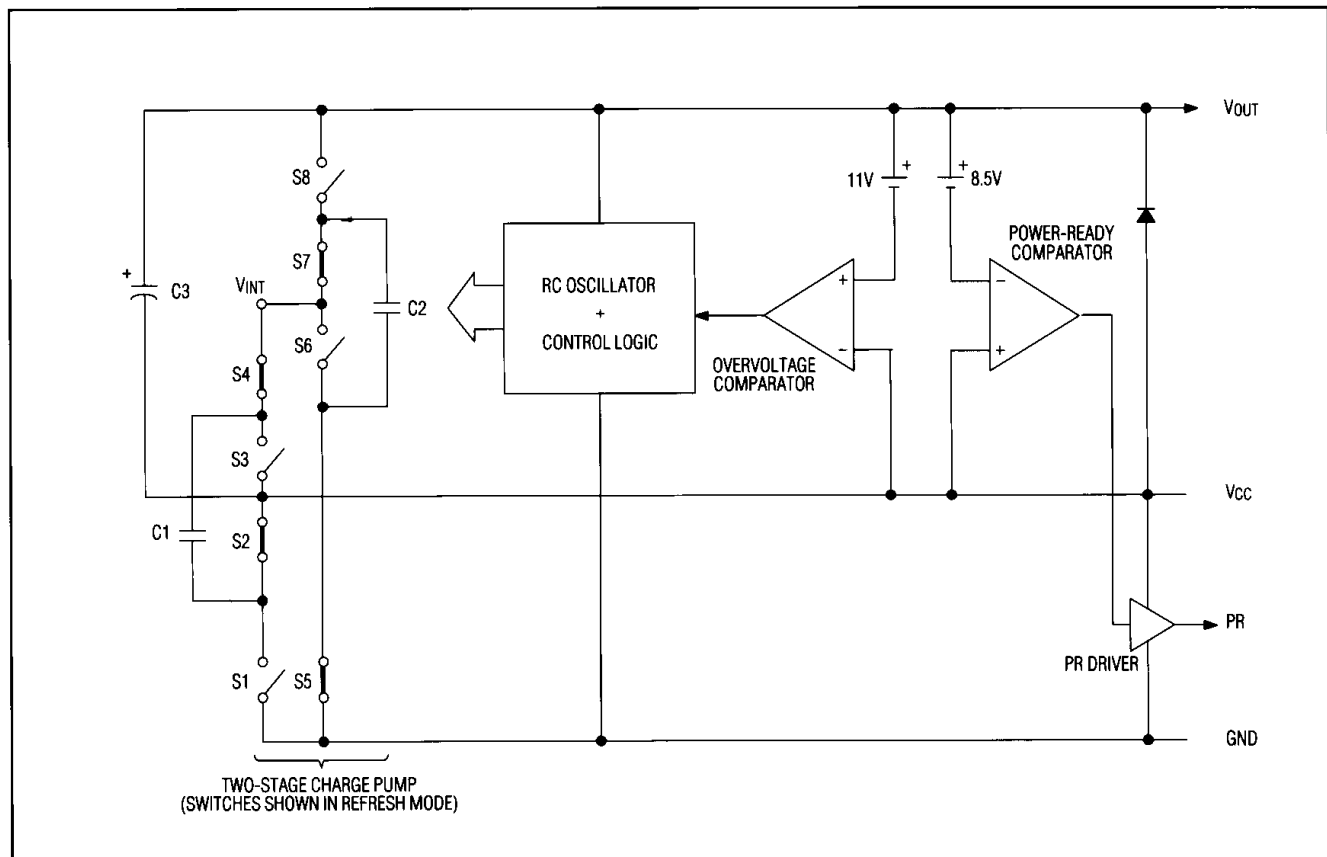 VOUT
S8
11V
+
+
8.5V
S7
POWER-READY
COMPARATOR
+
C3
VINT
C2
RC OSCILLATOR
+
CONTROL LOGIC
+
−
−
+
S6
S4
OVERVOLTAGE
COMPARATOR
S3
VCC
C1
S2
PR
PR DRIVER
S1
S5
GND
TWO-STAGE CHARGE PUMP
(SWITCHES SHOWN IN REFRESH MODE)